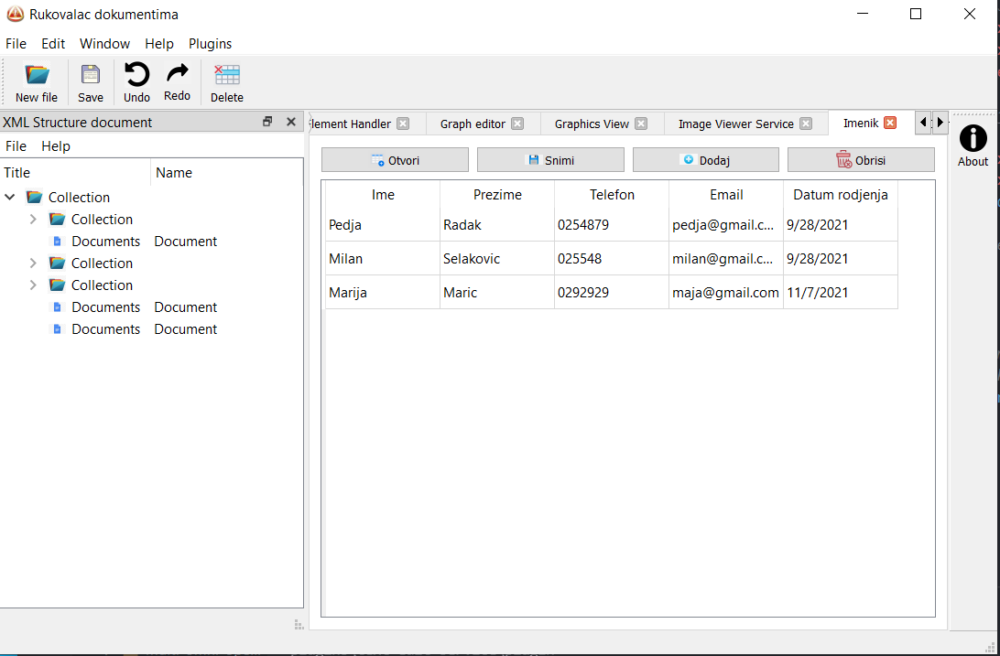 Rukovalac dokumentima
File Edit Window Help Plugins
New file Save Undo Redo Delete
XML Structure document
File Help
Title Name
Collection
Collection
Documents Document
Collection
Collection
Documents Document
Documents Document
Element Handler Graph editor Graphics View Image Viewer Service Imenik
Otvori Snimi Dodaj Obrisi
Ime Prezime Telefon Email Datum rodjenja
Pedja Radak 0254879 pedja@gmail.c... 9/28/2021
Milan Selakovic 025548 milan@gmail.c... 9/28/2021
Marija Maric 0292929 maja@gmail.com 11/7/2021
About